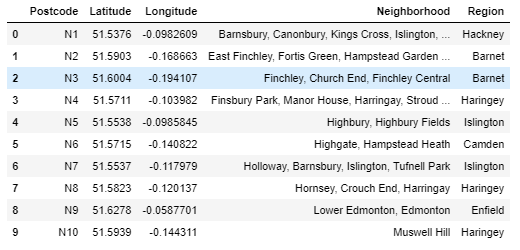 Postcode Latitude Longitude Neighborhood Region
0 N1 51.5376 -0.0982609 Barnsbury, Canonbury, Kings Cross, Islington, ... Hackney
1 N2 51.5903 -0.168663 East Finchley, Fortis Green, Hampstead Garden ... Barnet
2 N3 51.6004 -0.194107 Finchley, Church End, Finchley Central Barnet
3 N4 51.5711 -0.103982 Finsbury Park, Manor House, Harringay, Stroud ... Haringey
4 N5 51.5538 -0.0985845 Highbury, Highbury Fields Islington
5 N6 51.5715 -0.140822 Highgate, Hampstead Heath Camden
6 N7 51.5537 -0.117979 Holloway, Barnsbury, Islington, Tufnell Park Islington
7 N8 51.5823 -0.120137 Hornsey, Crouch End, Harringay Haringey
8 N9 51.6278 -0.0587701 Lower Edmonton, Edmonton Enfield
9 N10 51.5939 -0.144311 Muswell Hill Haringey